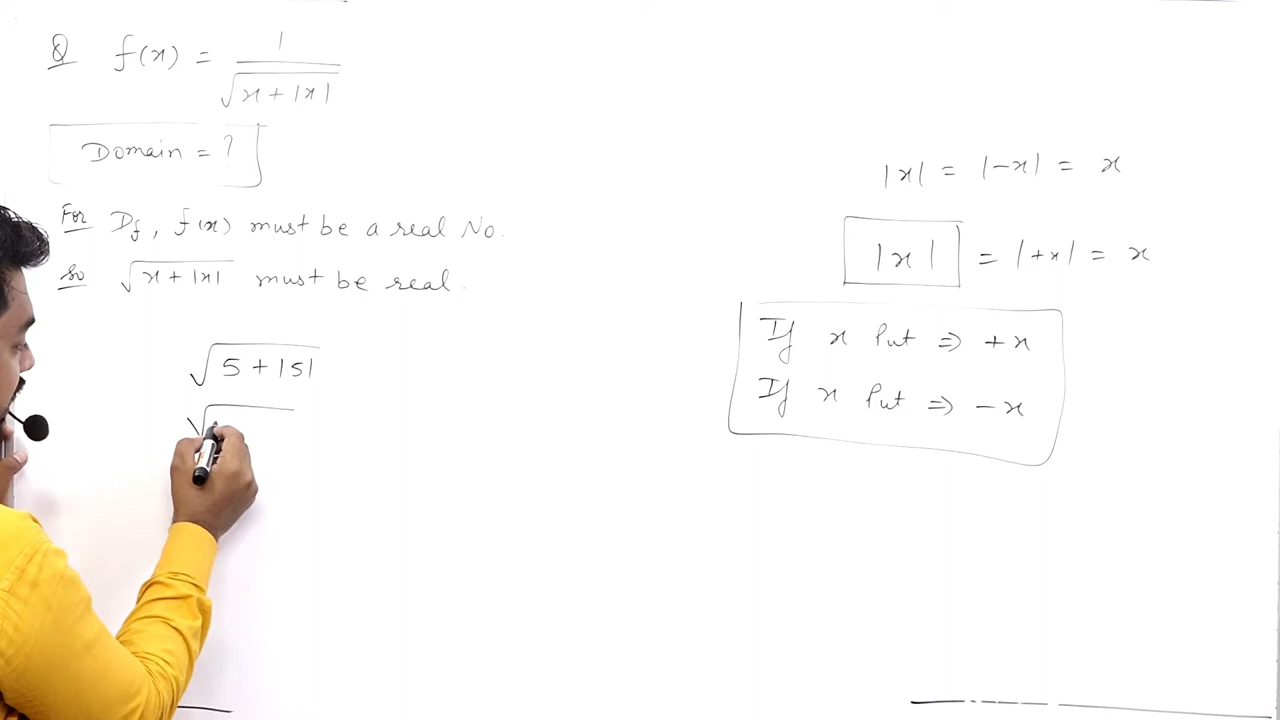 Q f(x) = 1 / √(x + |x|)
Domain = ?
For Df, f(x) must be a real No.
So √(x + |x|) must be real.
√(5 + |5|)
|x| = |-x| = x
|x| = |+x| = x
If x Put ⇒ +x
If x Put ⇒ -x